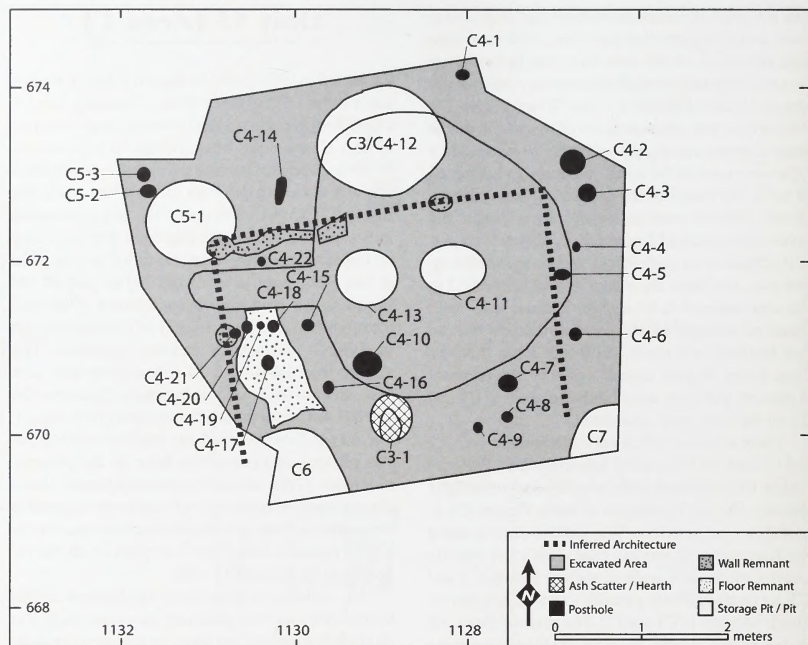 C4-1
674
C4-14
C3/C4-12
C4-2
C5-3
C5-2
C4-3
C5-1
C4-4
672
C4-22
C4-15
C4-5
C4-18
C4-13
C4-11
C4-10
C4-6
C4-21
C4-7
C4-20
C4-16
C4-19
C4-8
C4-17
C4-9
670
C6
C3-1
C7
Inferred Architecture
Excavated Area
Wall Remnant
Ash Scatter / Hearth
Floor Remnant
N
Posthole
Storage Pit / Pit
668
0 1 2
meters
1132 1130 1128